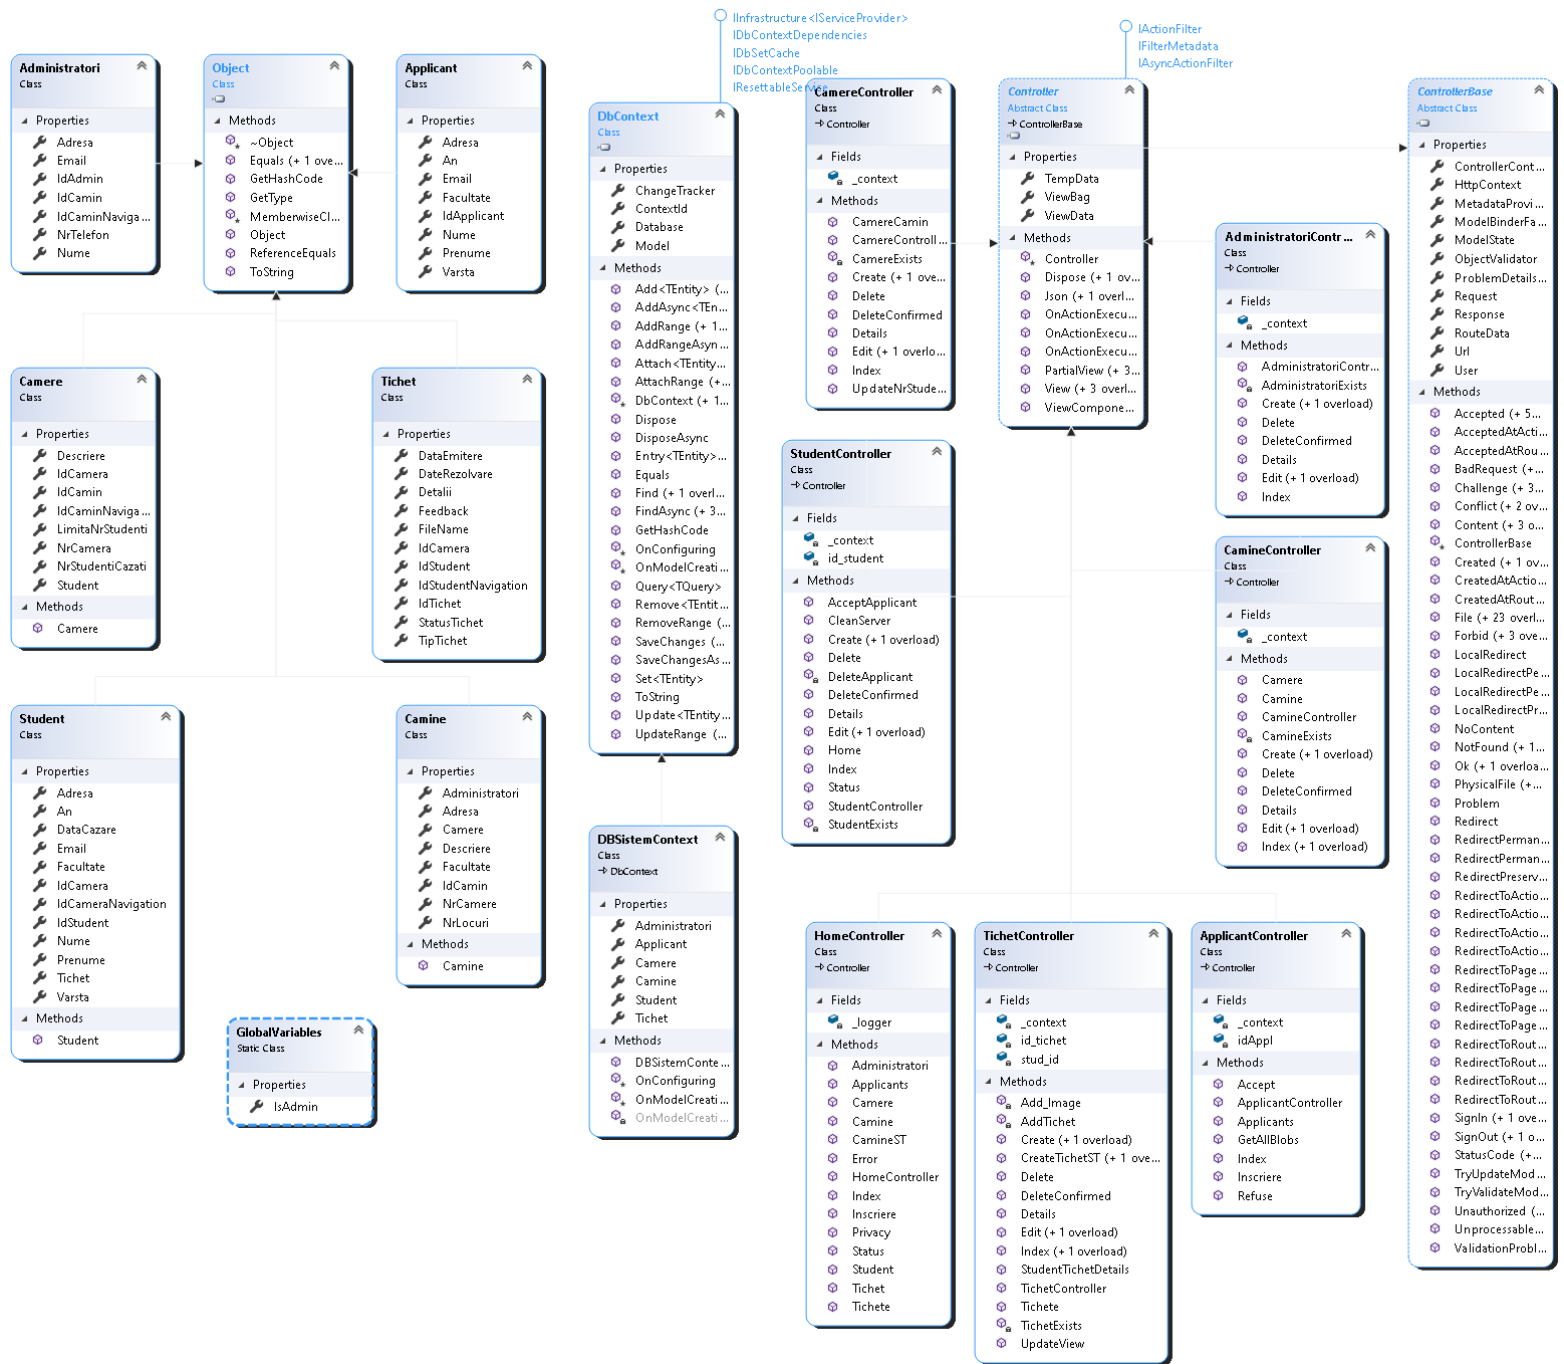 Administratori
Class
Properties
Adresa
Email
IdAdmin
IdCamin
IdCaminNaviga...
NrTelefon
Nume
Object
Class
Methods
~Object
Equals (+ 1 ove...
GetHashCode
GetType
MemberwiseCl...
Object
ReferenceEquals
ToString
Applicant
Class
Properties
Adresa
An
Email
Facultate
IdApplicant
Nume
Prenume
Varsta
Camere
Class
Properties
Descriere
IdCamera
IdCamin
IdCaminNaviga...
LimitaNrStudenti
NrCamera
NrStudentiCazati
Student
Methods
Camere
Tichet
Class
Properties
DataEmitere
DateRezolvare
Detalii
Feedback
FileName
IdCamera
IdStudent
IdStudentNavigation
IdTichet
StatusTichet
TipTichet
Student
Class
Properties
Adresa
An
DataCazare
Email
Facultate
IdCamera
IdCameraNavigation
IdStudent
Nume
Prenume
Tichet
Varsta
Methods
Student
Camine
Class
Properties
Administratori
Adresa
Camere
Descriere
Facultate
IdCamin
NrCamere
NrLocuri
Methods
Camine
GlobalVariables
Static Class
Properties
IsAdmin
IInfrastructure<IServiceProvider>
IDbContextDependencies
IDbSetCache
IDbContextPoolable
IResettableService
DbContext
Class
Properties
ChangeTracker
ContextId
Database
Model
Methods
Add<TEntity> (...
AddAsync<TEn...
AddRange (+ 1...
AddRangeAsyn...
Attach<TEntity...
AttachRange (+...
DbContext (+ 1...
Dispose
DisposeAsync
Entry<TEntity>...
Equals
Find (+ 1 overl...
FindAsync (+ 3...
GetHashCode
OnConfiguring
OnModelCreati...
Query<TQuery>
Remove<TEntit...
RemoveRange (...
SaveChanges (...
SaveChangesAs...
Set<TEntity>
ToString
Update<TEntity...
UpdateRange (...
DBSistemContext
Class
DbContext
Properties
Administratori
Applicant
Camere
Camine
Student
Tichet
Methods
DBSistemConte...
OnConfiguring
OnModelCreati...
OnModelCreati...
CamereController
Class
Controller
Fields
_context
Methods
CamereCamin
CamereControll...
CamereExists
Create (+ 1 ove...
Delete
DeleteConfirmed
Details
Edit (+ 1 overlo...
Index
UpdateNrStude...
StudentController
Class
Controller
Fields
_context
id_student
Methods
AcceptApplicant
CleanServer
Create (+ 1 overload)
Delete
DeleteApplicant
DeleteConfirmed
Details
Edit (+ 1 overload)
Home
Index
Status
StudentController
StudentExists
IActionFilter
IFilterMetadata
IAsyncActionFilter
Controller
Abstract Class
ControllerBase
Properties
TempData
ViewBag
ViewData
Methods
Controller
Dispose (+ 1 ov...
Json (+ 1 overl...
OnActionExecu...
OnActionExecu...
OnActionExecu...
PartialView (+ 3...
View (+ 3 overl...
ViewCompone...
AdministratoriContr...
Class
Controller
Fields
_context
Methods
AdministratoriContr...
AdministratoriExists
Create (+ 1 overload)
Delete
DeleteConfirmed
Details
Edit (+ 1 overload)
Index
CamineController
Class
Controller
Fields
_context
Methods
Camere
Camine
CamineController
CamineExists
Create (+ 1 overload)
Delete
DeleteConfirmed
Details
Edit (+ 1 overload)
Index (+ 1 overload)
HomeController
Class
Controller
Fields
_logger
Methods
Administratori
Applicants
Camere
Camine
CamineST
Error
HomeController
Index
Inscriere
Privacy
Status
Student
Tichet
Tichete
TichetController
Class
Controller
Fields
_context
id_tichet
stud_id
Methods
Add_Image
AddTichet
Create (+ 1 overload)
CreateTichetST (+ 1 ove...
Delete
DeleteConfirmed
Details
Edit (+ 1 overload)
Index (+ 1 overload)
StudentTichetDetails
TichetController
Tichete
TichetExists
UpdateView
ApplicantController
Class
Controller
Fields
_context
idAppl
Methods
Accept
ApplicantController
Applicants
GetAllBlobs
Index
Inscriere
Refuse
ControllerBase
Abstract Class
Properties
ControllerCont...
HttpContext
MetadataProvi...
ModelBinderFa...
ModelState
ObjectValidator
ProblemDetails...
Request
Response
RouteData
Url
User
Methods
Accepted (+ 5...
AcceptedAtActi...
AcceptedAtRou...
BadRequest (+...
Challenge (+ 3...
Conflict (+ 2 ov...
Content (+ 3 o...
ControllerBase
Created (+ 1 ov...
CreatedAtActio...
CreatedAtRout...
File (+ 23 overl...
Forbid (+ 3 ove...
LocalRedirect
LocalRedirectPe...
LocalRedirectPe...
LocalRedirectPr...
NoContent
NotFound (+ 1...
Ok (+ 1 overloa...
PhysicalFile (+...
Problem
Redirect
RedirectPerman...
RedirectPerman...
RedirectPreserv...
RedirectToActio...
RedirectToActio...
RedirectToActio...
RedirectToActio...
RedirectToPage...
RedirectToPage...
RedirectToPage...
RedirectToPage...
RedirectToRout...
RedirectToRout...
RedirectToRout...
RedirectToRout...
SignIn (+ 1 ove...
SignOut (+ 1 o...
StatusCode (+...
TryUpdateMod...
TryValidateMod...
Unauthorized (...
Unprocessable...
ValidationProbl...